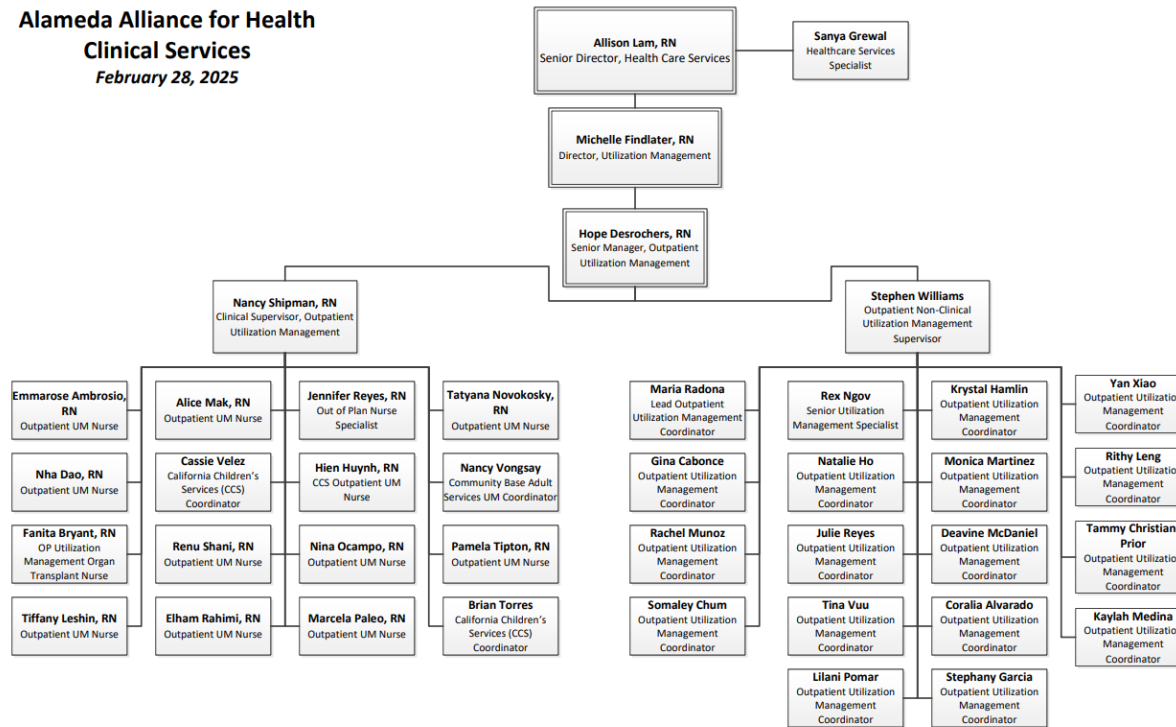 Alameda Alliance for Health
Clinical Services
February 28, 2025
Allison Lam, RN
Senior Director, Health Care Services
Sanya Grewal
Healthcare Services
Specialist
Michelle Findlater, RN
Director, Utilization Management
Hope Desrochers, RN
Senior Manager, Outpatient
Utilization Management
Nancy Shipman, RN
Clinical Supervisor, Outpatient
Utilization Management
Stephen Williams
Outpatient Non-Clinical
Utilization Management
Supervisor
Emmarose Ambrosio,
RN
Outpatient UM Nurse
Alice Mak, RN
Outpatient UM Nurse
Jennifer Reyes, RN
Out of Plan Nurse
Specialist
Tatyana Novokosky,
RN
Outpatient UM Nurse
Nha Dao, RN
Outpatient UM Nurse
Cassie Velez
California Children's
Services (CCS)
Coordinator
Hien Huynh, RN
CCS Outpatient UM
Nurse
Nancy Vongsay
Community Base Adult
Services UM Coordinator
Fanita Bryant, RN
OP Utilization
Management Organ
Transplant Nurse
Renu Shani, RN
Outpatient UM Nurse
Nina Ocampo, RN
Outpatient UM Nurse
Pamela Tipton, RN
Outpatient UM Nurse
Tiffany Leshin, RN
Outpatient UM Nurse
Elham Rahimi, RN
Outpatient UM Nurse
Marcela Paleo, RN
Outpatient UM Nurse
Brian Torres
California Children's
Services (CCS)
Coordinator
Maria Radona
Lead Outpatient
Utilization Management
Coordinator
Rex Ngov
Senior Utilization
Management Specialist
Krystal Hamlin
Outpatient Utilization
Management
Coordinator
Yan Xiao
Outpatient Utilization
Management
Coordinator
Gina Cabonce
Outpatient Utilization
Management
Coordinator
Natalie Ho
Outpatient Utilization
Management
Coordinator
Monica Martinez
Outpatient Utilization
Management
Coordinator
Rithy Leng
Outpatient Utilization
Management
Coordinator
Rachel Munoz
Outpatient Utilization
Management
Coordinator
Julie Reyes
Outpatient Utilization
Management
Coordinator
Deavine McDaniel
Outpatient Utilization
Management
Coordinator
Tammy Christian
Prior
Outpatient Utilization
Management
Coordinator
Somaley Chum
Outpatient Utilization
Management
Coordinator
Tina Vuu
Outpatient Utilization
Management
Coordinator
Coralia Alvarado
Outpatient Utilization
Management
Coordinator
Kaylah Medina
Outpatient Utilization
Management
Coordinator
Lilani Pomar
Outpatient Utilization
Management
Coordinator
Stephany Garcia
Outpatient Utilization
Management
Coordinator